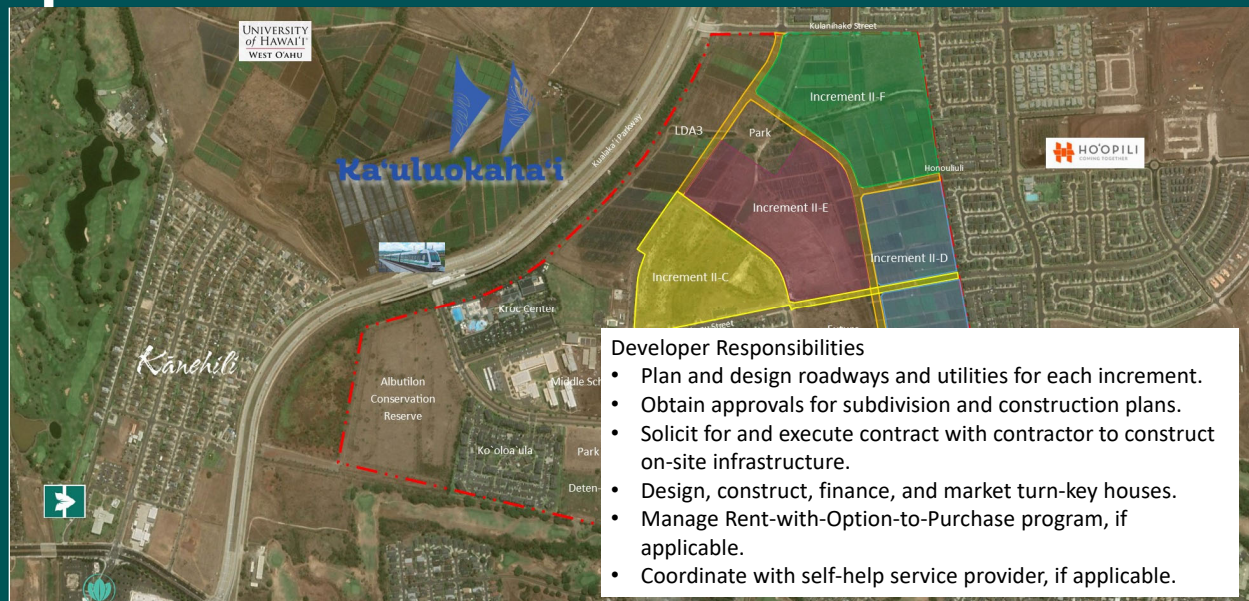 UNIVERSITY
of HAWAI'I®
WEST O'AHU
Kulanihako Street
Increment II-F
Kualaka'i Parkway
LDA3
Park
HO'OPILI
COMING TOGETHER
Ka'uluokaha'i
Honouliuli
Increment II-E
Increment II-D
Increment II-C
Kroc Center
Street
Future
Kānehili
Albutilon
Conservation
Reserve
Middle Sch
Ko'oloa'ula
Park
Deten-
Developer Responsibilities
• Plan and design roadways and utilities for each increment.
• Obtain approvals for subdivision and construction plans.
• Solicit for and execute contract with contractor to construct
on-site infrastructure.
• Design, construct, finance, and market turn-key houses.
• Manage Rent-with-Option-to-Purchase program, if
applicable.
• Coordinate with self-help service provider, if applicable.